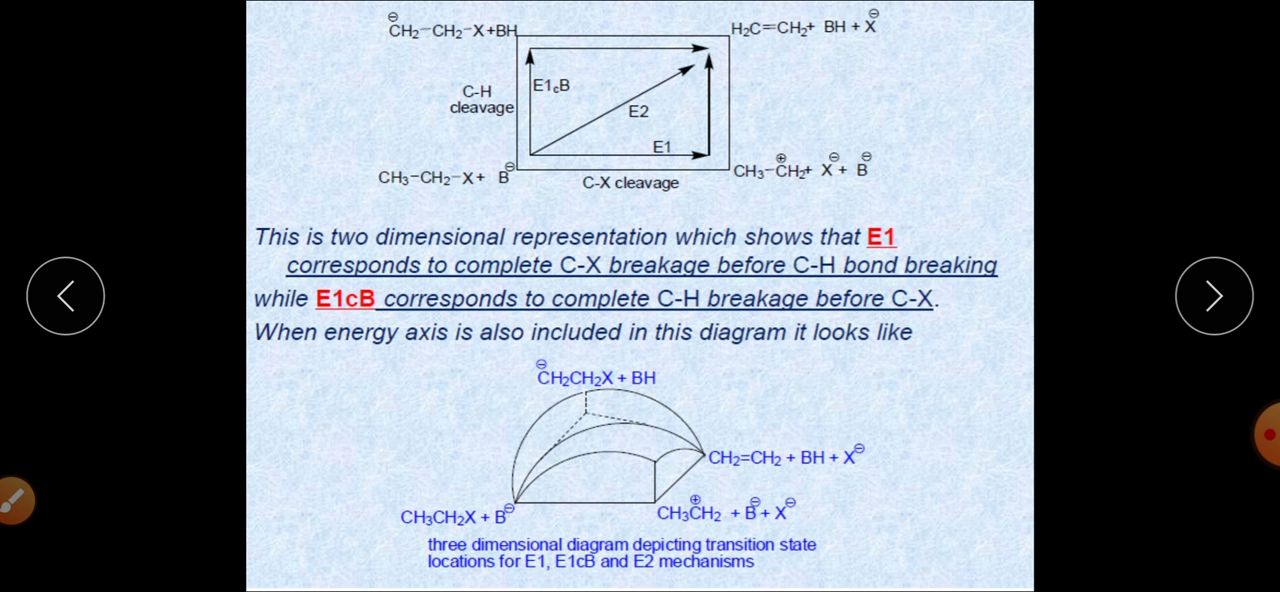 ⊖
CH2-CH2-X+BH
H2C=CH2+ BH + X⊖
C-H
cleavage
E1cB
E2
E1
CH3-CH2-X+ B⊖
C-X cleavage
CH3-CH2⊕+ X⊖+ B⊖
This is two dimensional representation which shows that E1
corresponds to complete C-X breakage before C-H bond breaking
while E1cB corresponds to complete C-H breakage before C-X.
When energy axis is also included in this diagram it looks like
⊖
CH2CH2X + BH
CH2=CH2 + BH + X⊖
CH3CH2X + B⊖
CH3CH2⊕ + B⊖ + X⊖
three dimensional diagram depicting transition state
locations for E1, E1cB and E2 mechanisms